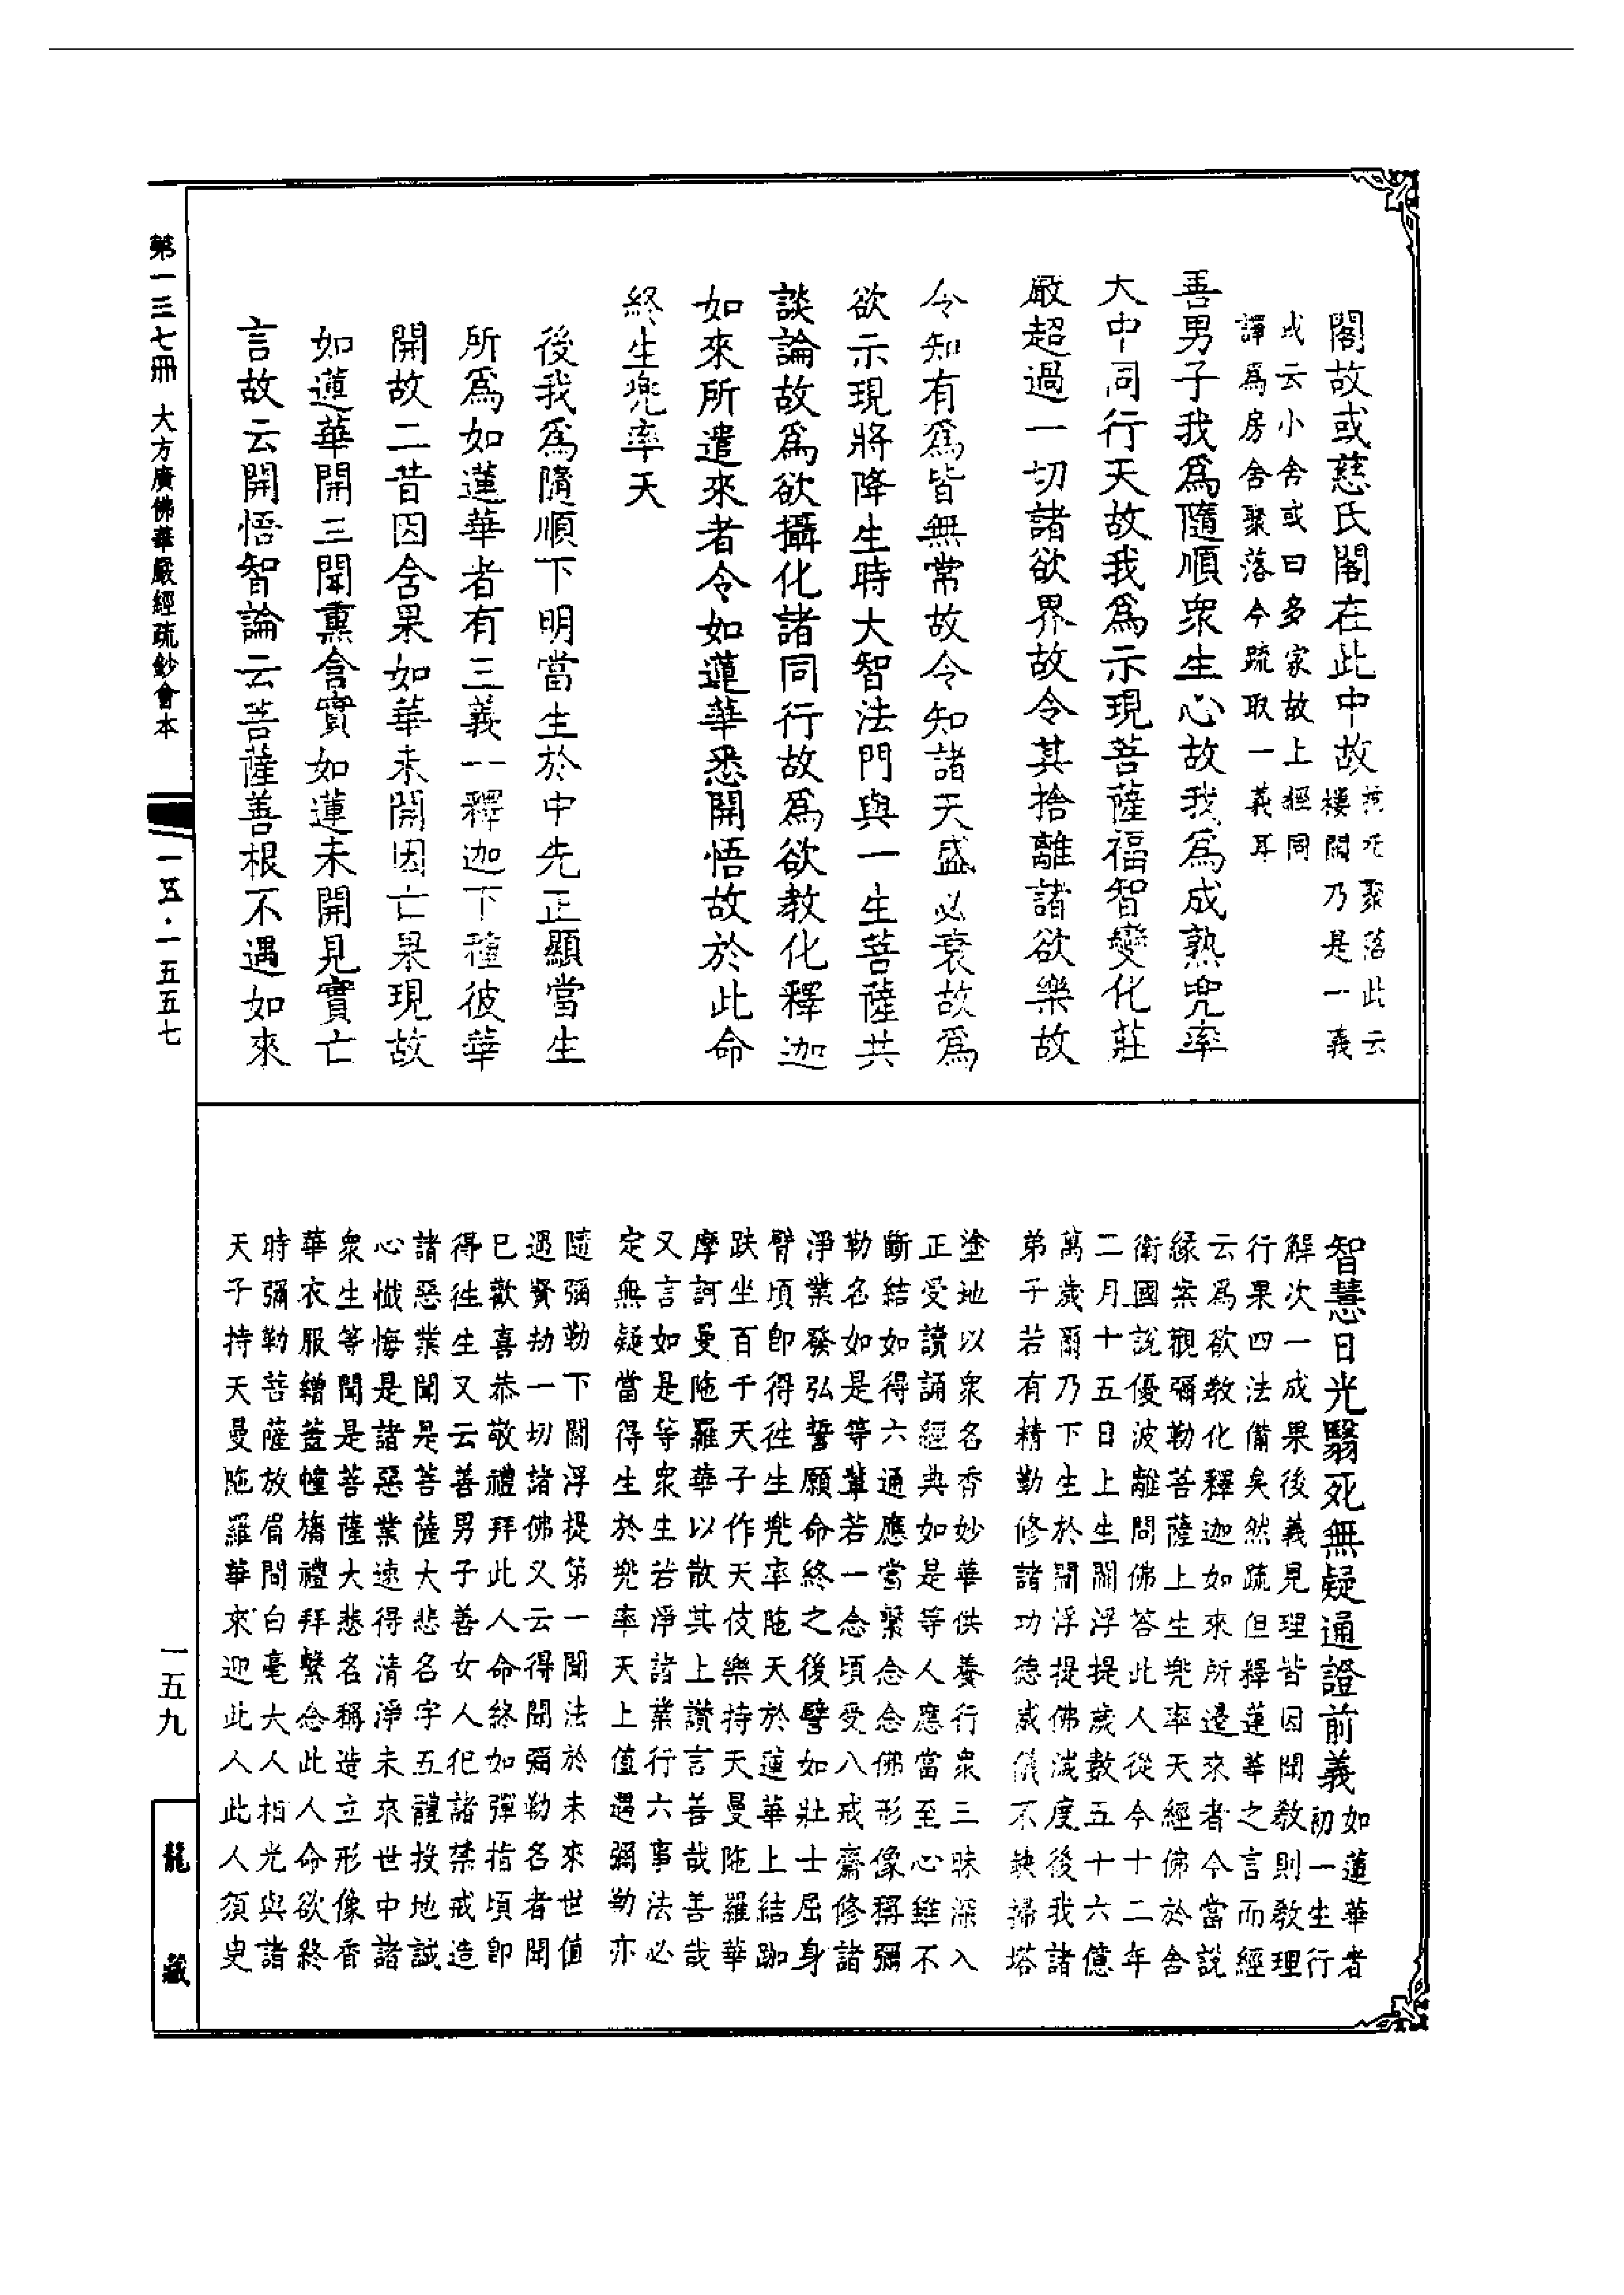 閣故或慈氏閣在此中故
聚落此云
樓閣乃是一義
或云小舍或曰多家故上經同
譯爲房舍聚落今疏取一義耳
善男子我爲隨順衆生心故我爲成熟兜率
天中同行天故我爲示現菩薩福智變化莊
嚴超過一切諸欲界故令其捨離諸欲樂故
令知有爲皆無常故令知諸天盛必衰故爲
欲示現將降生時大智法門與一生菩薩共
談論故爲欲攝化諸同行故爲欲教化釋迦
如來所遣來者令如蓮華悉開悟故於此命
終生兜率天
後我爲隨順下明當生於中先正顯當生
所爲如蓮華者有三義一釋迦下種彼華
開故二昔因含果如華未開因亡果現故
如蓮華開三聞熏含實如蓮未開見實亡
言故云開悟智論云菩薩善根不遇如來
智慧日光翳死無疑通證前義
如蓮華者
初一生行
解次一成果後義見理皆因聞敎則敎理
行果四法備矣然疏但釋蓮華之言而經
云爲欲敎化釋迦如來所遣來者今當說
緣案觀彌勒菩薩上生兜率天經佛於舍
衛國說優波離問佛答此人從今十二年
二月十五日上生閻浮提歲數五十六億
萬歲爾乃下生於閻浮提佛滅度後我諸
弟子若有精勤修諸功德威儀不缺掃塔
塗地以衆名香妙華供養行衆三昧深入
正受讀誦經典如是等人應當至心雖不
斷結如得六通應當繫念念佛形像稱彌
勒名如是等輩若一念頃受八戒齋修諸
淨業發弘誓願命終之後譬如壯士屈身
臂頃卽得往生兜率陁天於蓮華上結跏
趺坐百千天子作天伎樂持天曼陁羅華
摩訶曼陁羅華以散其上讃言善哉善哉
又言如是等衆生若淨諸業行六事法必
定無疑當得生於兜率天上值遇彌勒亦
隨彌勒下閻浮提第一聞法於未來世值
遇賢劫一切諸佛又云得聞彌勒名者聞
已歡喜恭敬禮拜此人命終如彈指頃卽
得往生又云善男子善女人犯諸禁戒造
諸惡業聞是菩薩大悲名字五體投地誠
心懺悔是諸惡業速得清淨未來世中諸
衆生等聞是菩薩大悲名稱造立形像香
華衣服繒蓋幢旛禮拜繫念此人命欲終
時彌勒菩薩放眉間白毫大人相光與諸
天子持天曼陁羅華來迎此人此人須臾
第一三七冊 大方廣佛華嚴經疏鈔會本
一五·一五五七
一五九
龍藏